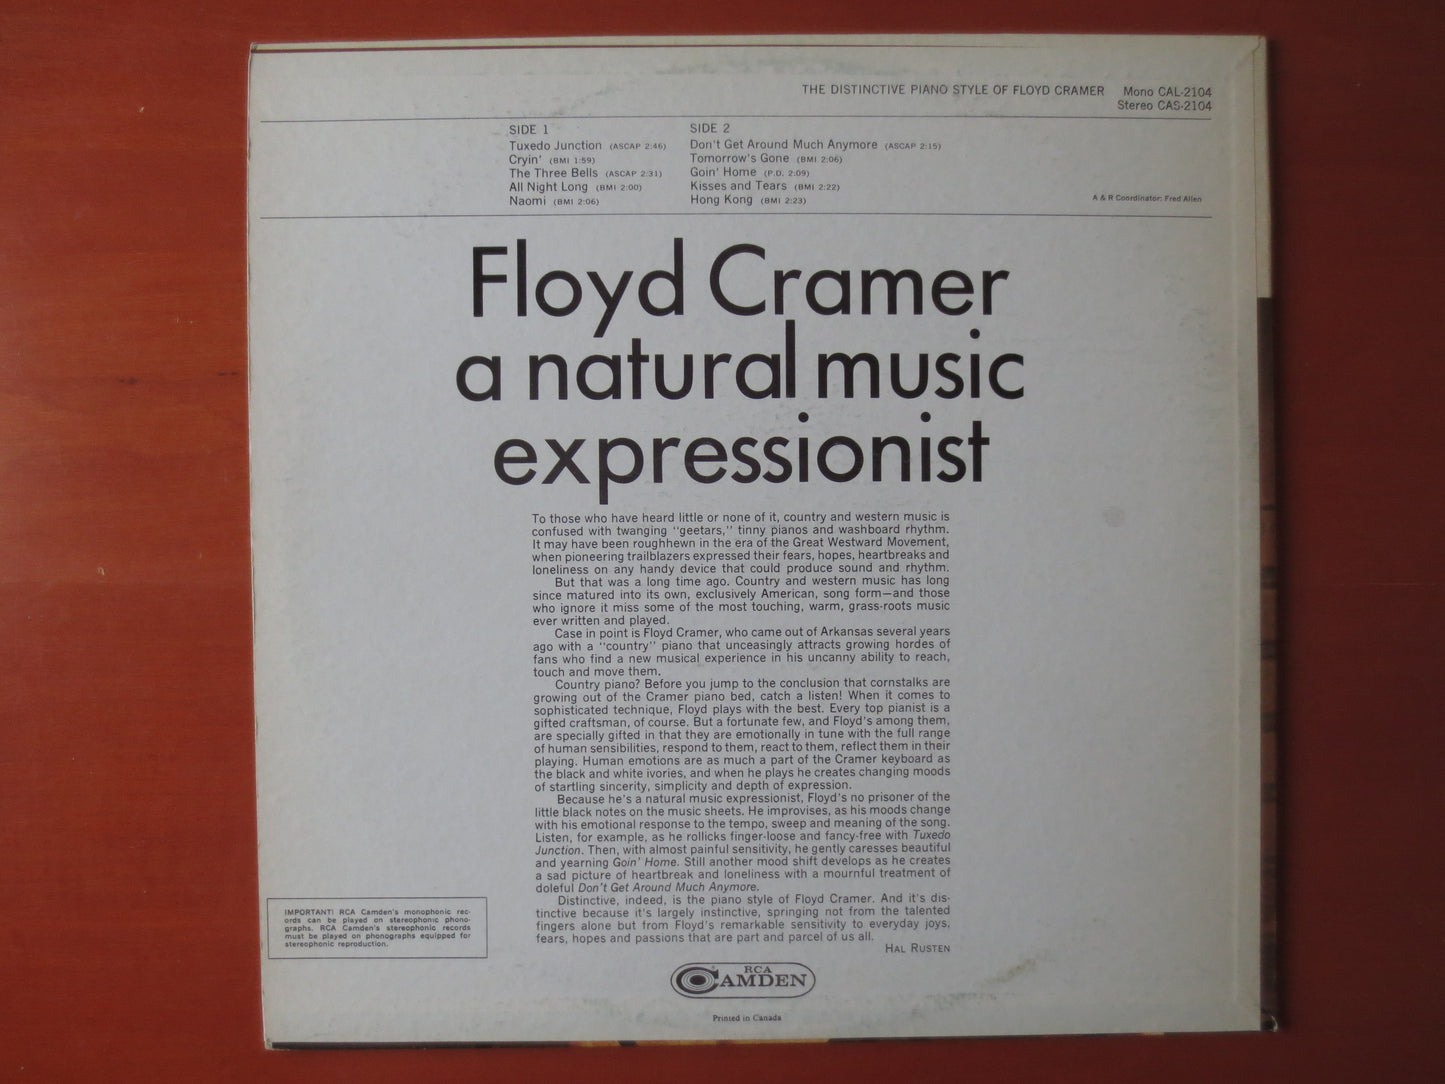 THE DISTINCTIVE PIANO STYLE OF FLOYD CRAMER Mono CAL-2104
Stereo CAS-2104
SIDE 1
Tuxedo Junction (ASCAP 2:46)
Cryin' (BMI 1:59)
The Three Bells (ASCAP 2:31)
All Night Long (BMI 2:00)
Naomi (BMI 2:06)
SIDE 2
Don't Get Around Much Anymore (ASCAP 2:15)
Tomorrow's Gone (BMI 2:06)
Goin' Home (P.D. 2:09)
Kisses and Tears (BMI 2:22)
Hong Kong (BMI 2:23)
A & R Coordinator: Fred Allen
Floyd Cramer
a natural music
expressionist
To those who have heard little or none of it, country and western music is
confused with twanging "geetars," tinny pianos and washboard rhythm.
It may have been roughhewn in the era of the Great Westward Movement,
when pioneering trailblazers expressed their fears, hopes, heartbreaks and
loneliness on any handy device that could produce sound and rhythm.
But that was a long time ago. Country and western music has long
since matured into its own, exclusively American, song form—and those
who ignore it miss some of the most touching, warm, grass-roots music
ever written and played.
Case in point is Floyd Cramer, who came out of Arkansas several years
ago with a "country" piano that unceasingly attracts growing hordes of
fans who find a new musical experience in his uncanny ability to reach,
touch and move them.
Country piano? Before you jump to the conclusion that cornstalks are
growing out of the Cramer piano bed, catch a listen! When it comes to
sophisticated technique, Floyd plays with the best. Every top pianist is a
gifted craftsman, of course. But a fortunate few, and Floyd's among them,
are specially gifted in that they are emotionally in tune with the full range
of human sensibilities, respond to them, react to them, reflect them in their
playing. Human emotions are as much a part of the Cramer keyboard as
the black and white ivories, and when he plays he creates changing moods
of startling sincerity, simplicity and depth of expression.
Because he's a natural music expressionist, Floyd's no prisoner of the
little black notes on the music sheets. He improvises, as his moods change
with his emotional response to the tempo, sweep and meaning of the song.
Listen, for example, as he rollicks finger-loose and fancy-free with Tuxedo
Junction. Then, with almost painful sensitivity, he gently caresses beautiful
and yearning Goin' Home. Still another mood shift develops as he creates
a sad picture of heartbreak and loneliness with a mournful treatment of
doleful Don't Get Around Much Anymore.
Distinctive, indeed, is the piano style of Floyd Cramer. And it's dis-
tinctive because it's largely instinctive, springing not from the talented
fingers alone but from Floyd's remarkable sensitivity to everyday joys,
fears, hopes and passions that are part and parcel of us all.
HAL RUSTEN
IMPORTANT! RCA Camden's monophonic rec-
ords can be played on stereophonic phono-
graphs. RCA Camden's stereophonic records
must be played on phonographs equipped for
stereophonic reproduction.
RCA
CAMDEN
Printed in Canada